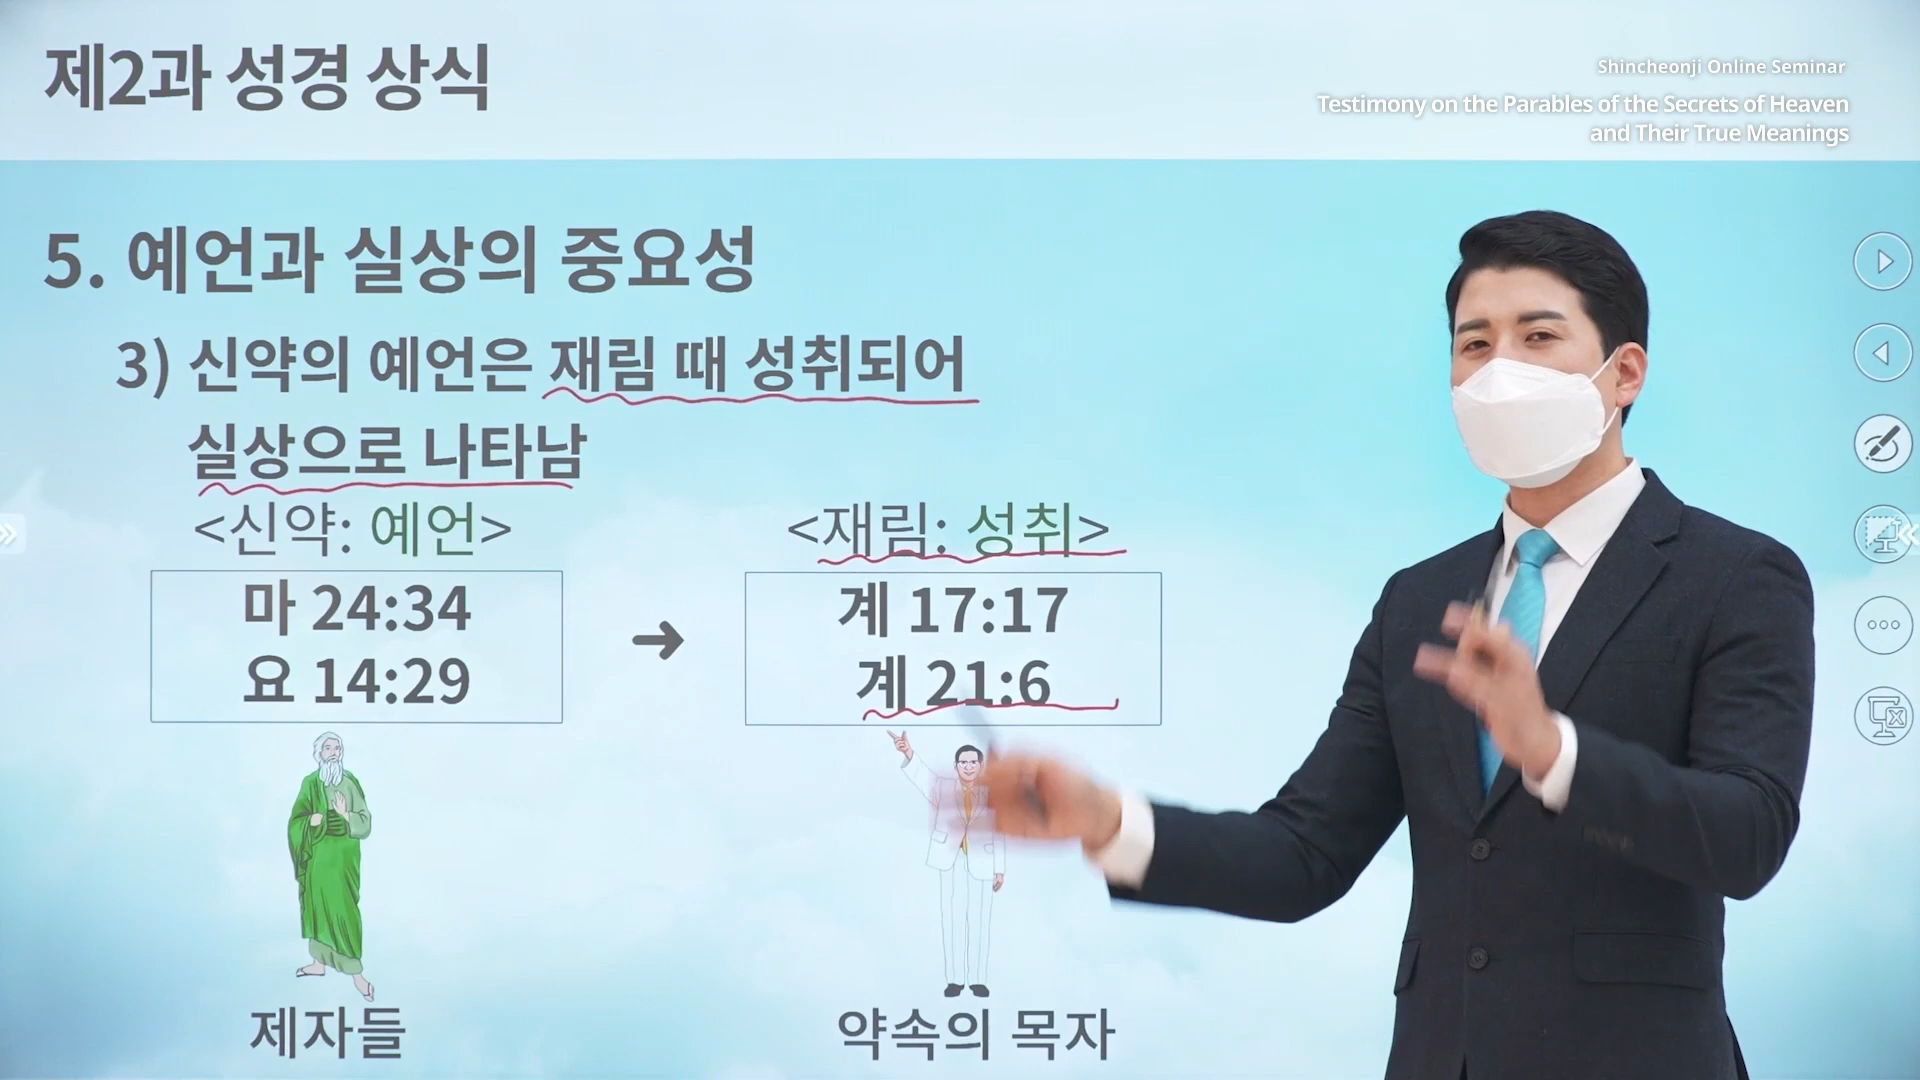 제2과 성경 상식
Shincheonji Online Seminar
Testimony on the Parables of the Secrets of Heaven
and Their True Meanings
5. 예언과 실상의 중요성
3) 신약의 예언은 재림 때 성취되어
실상으로 나타남
<신약: 예언>
마 24:34
요 14:29
제자들
<재림: 성취>
계 17:17
계 21:6
약속의 목자